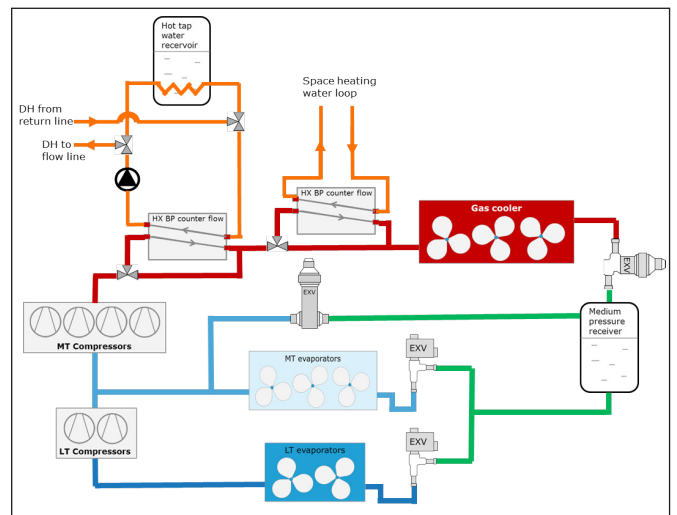 Hot tap
water
recervoir
Space heating
water loop
DH from
return line
DH to
flow line
HX BP counter flow
HX BP counter flow
Gas cooler
EXV
Medium
pressure
receiver
MT Compressors
MT evaporators
EXV
LT Compressors
LT evaporators
EXV